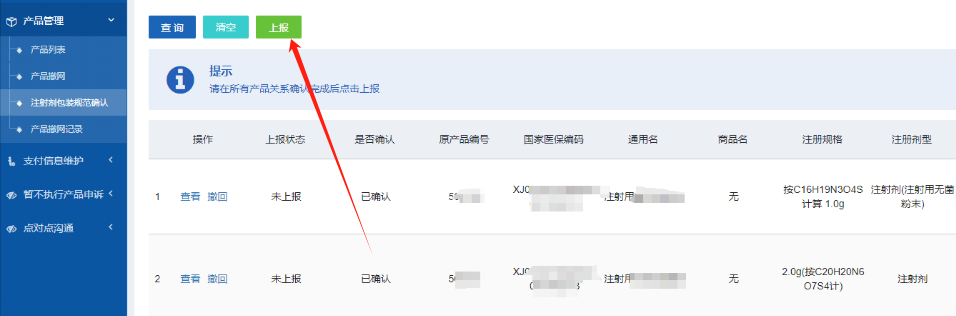 产品管理
产品列表
产品撤网
注射剂包装规范确认
产品撤网记录
支付信息维护
暂不执行产品申诉
点对点沟通
查询 清空 上报
提示
请在所有产品关系确认完成后点击上报
操作 上报状态 是否确认 原产品编号 国家医保编码 通用名 商品名 注册规格 注册剂型
1 查看 撤回 未上报 已确认 XJ0 注射用 无 按C16H19N3O4S 注射剂(注射用无菌
计算 1.0g 粉末)
2 查看 撤回 未上报 已确认 XJ0 注射用 无 2.0g(按C20H20N6 注射剂
O7S4计)